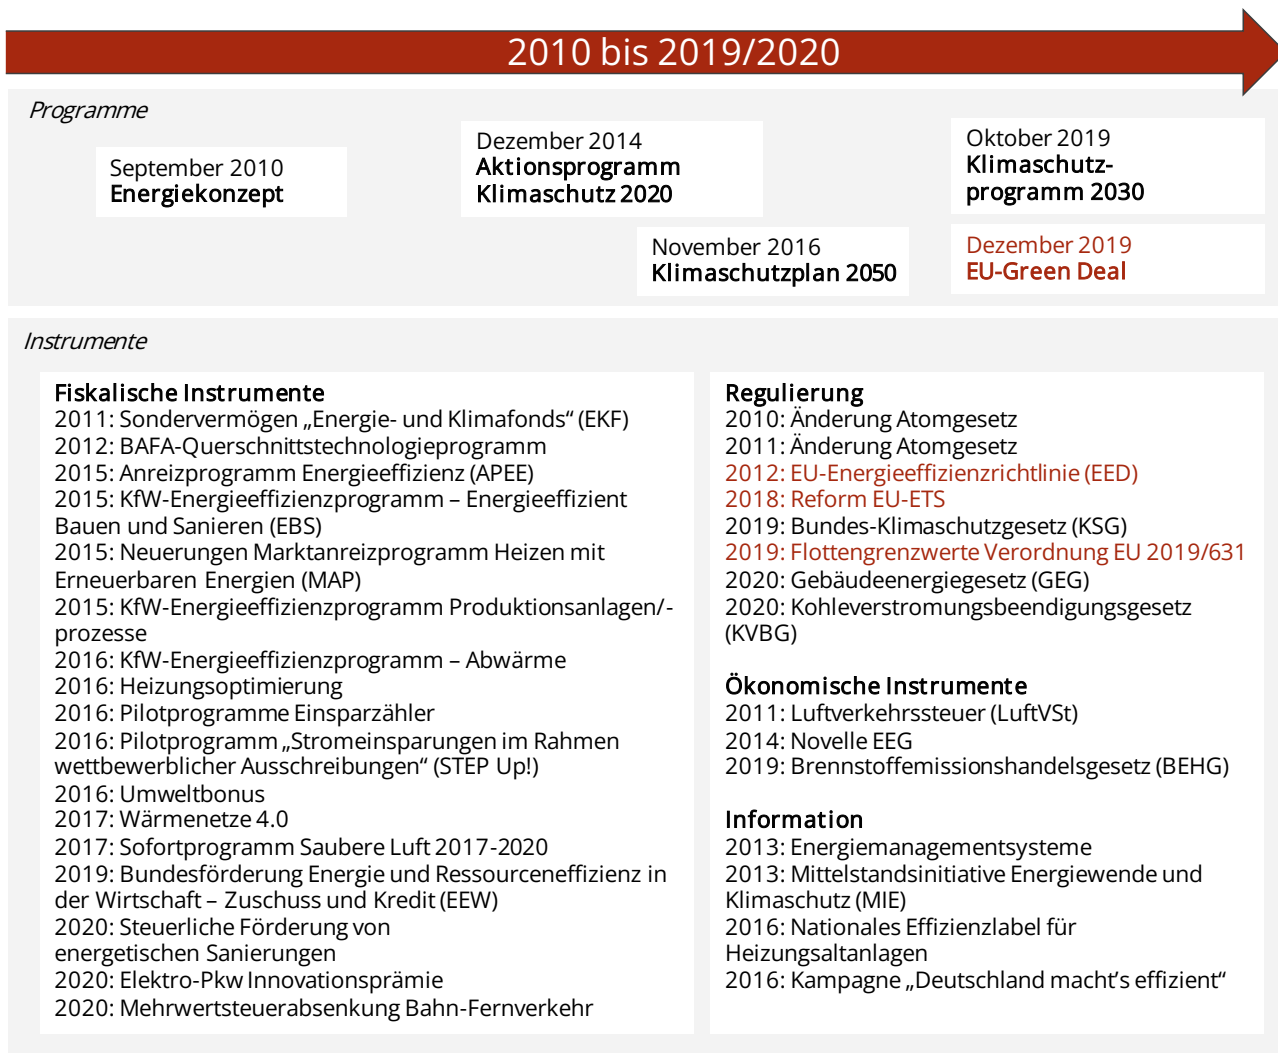 2010 bis 2019/2020
Programme
September 2010
Energiekonzept
Dezember 2014
Aktionsprogramm
Klimaschutz 2020
November 2016
Klimaschutzplan 2050
Oktober 2019
Klimaschutz-
programm 2030
Dezember 2019
EU-Green Deal
Instrumente
Fiskalische Instrumente
2011: Sondervermögen „Energie- und Klimafonds“ (EKF)
2012: BAFA-Querschnittstechnologieprogramm
2015: Anreizprogramm Energieeffizienz (APEE)
2015: KfW-Energieeffizienzprogramm – Energieeffizient
Bauen und Sanieren (EBS)
2015: Neuerungen Marktanreizprogramm Heizen mit
Erneuerbaren Energien (MAP)
2015: KfW-Energieeffizienzprogramm Produktionsanlagen/-
prozesse
2016: KfW-Energieeffizienzprogramm – Abwärme
2016: Heizungsoptimierung
2016: Pilotprogramme Einsparzähler
2016: Pilotprogramm „Stromeinsparungen im Rahmen
wettbewerblicher Ausschreibungen“ (STEP Up!)
2016: Umweltbonus
2017: Wärmenetze 4.0
2017: Sofortprogramm Saubere Luft 2017-2020
2019: Bundesförderung Energie und Ressourceneffizienz in
der Wirtschaft – Zuschuss und Kredit (EEW)
2020: Steuerliche Förderung von
energetischen Sanierungen
2020: Elektro-Pkw Innovationsprämie
2020: Mehrwertsteuerabsenkung Bahn-Fernverkehr
Regulierung
2010: Änderung Atomgesetz
2011: Änderung Atomgesetz
2012: EU-Energieeffizienzrichtlinie (EED)
2018: Reform EU-ETS
2019: Bundes-Klimaschutzgesetz (KSG)
2019: Flottengrenzwerte Verordnung EU 2019/631
2020: Gebäudeenergiegesetz (GEG)
2020: Kohleverstromungsbeendigungsgesetz
(KVBG)
Ökonomische Instrumente
2011: Luftverkehrssteuer (LuftVSt)
2014: Novelle EEG
2019: Brennstoffemissionshandelsgesetz (BEHG)
Information
2013: Energiemanagementsysteme
2013: Mittelstandsinitiative Energiewende und
Klimaschutz (MIE)
2016: Nationales Effizienzlabel für
Heizungsaltanlagen
2016: Kampagne „Deutschland macht’s effizient“